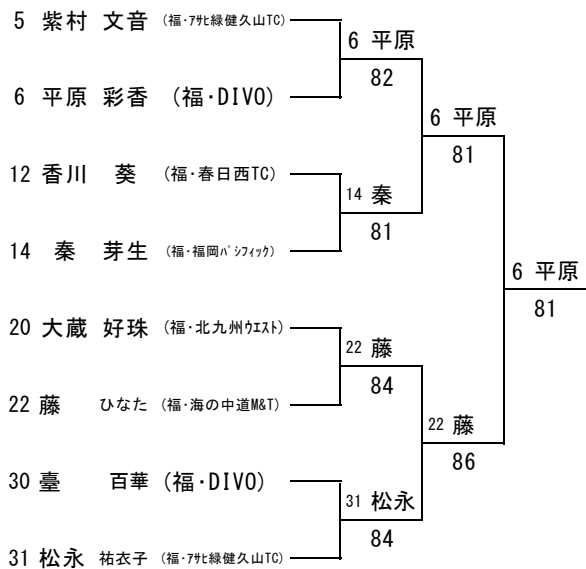 5 紫村 文音 (福・アサヒ緑健久山TC)
6 平原
82
6 平原 彩香 (福・DIVO)
6 平原
81
12 香川 葵 (福・春日西TC)
14 秦
81
14 秦 芽生 (福・福岡パシフィック)
6 平原
81
20 大蔵 好珠 (福・北九州ウエスト)
22 藤
84
22 藤 ひなた (福・海の中道M&T)
22 藤
86
30 臺 百華 (福・DIVO)
31 松永
84
31 松永 祐衣子 (福・アサヒ緑健久山TC)